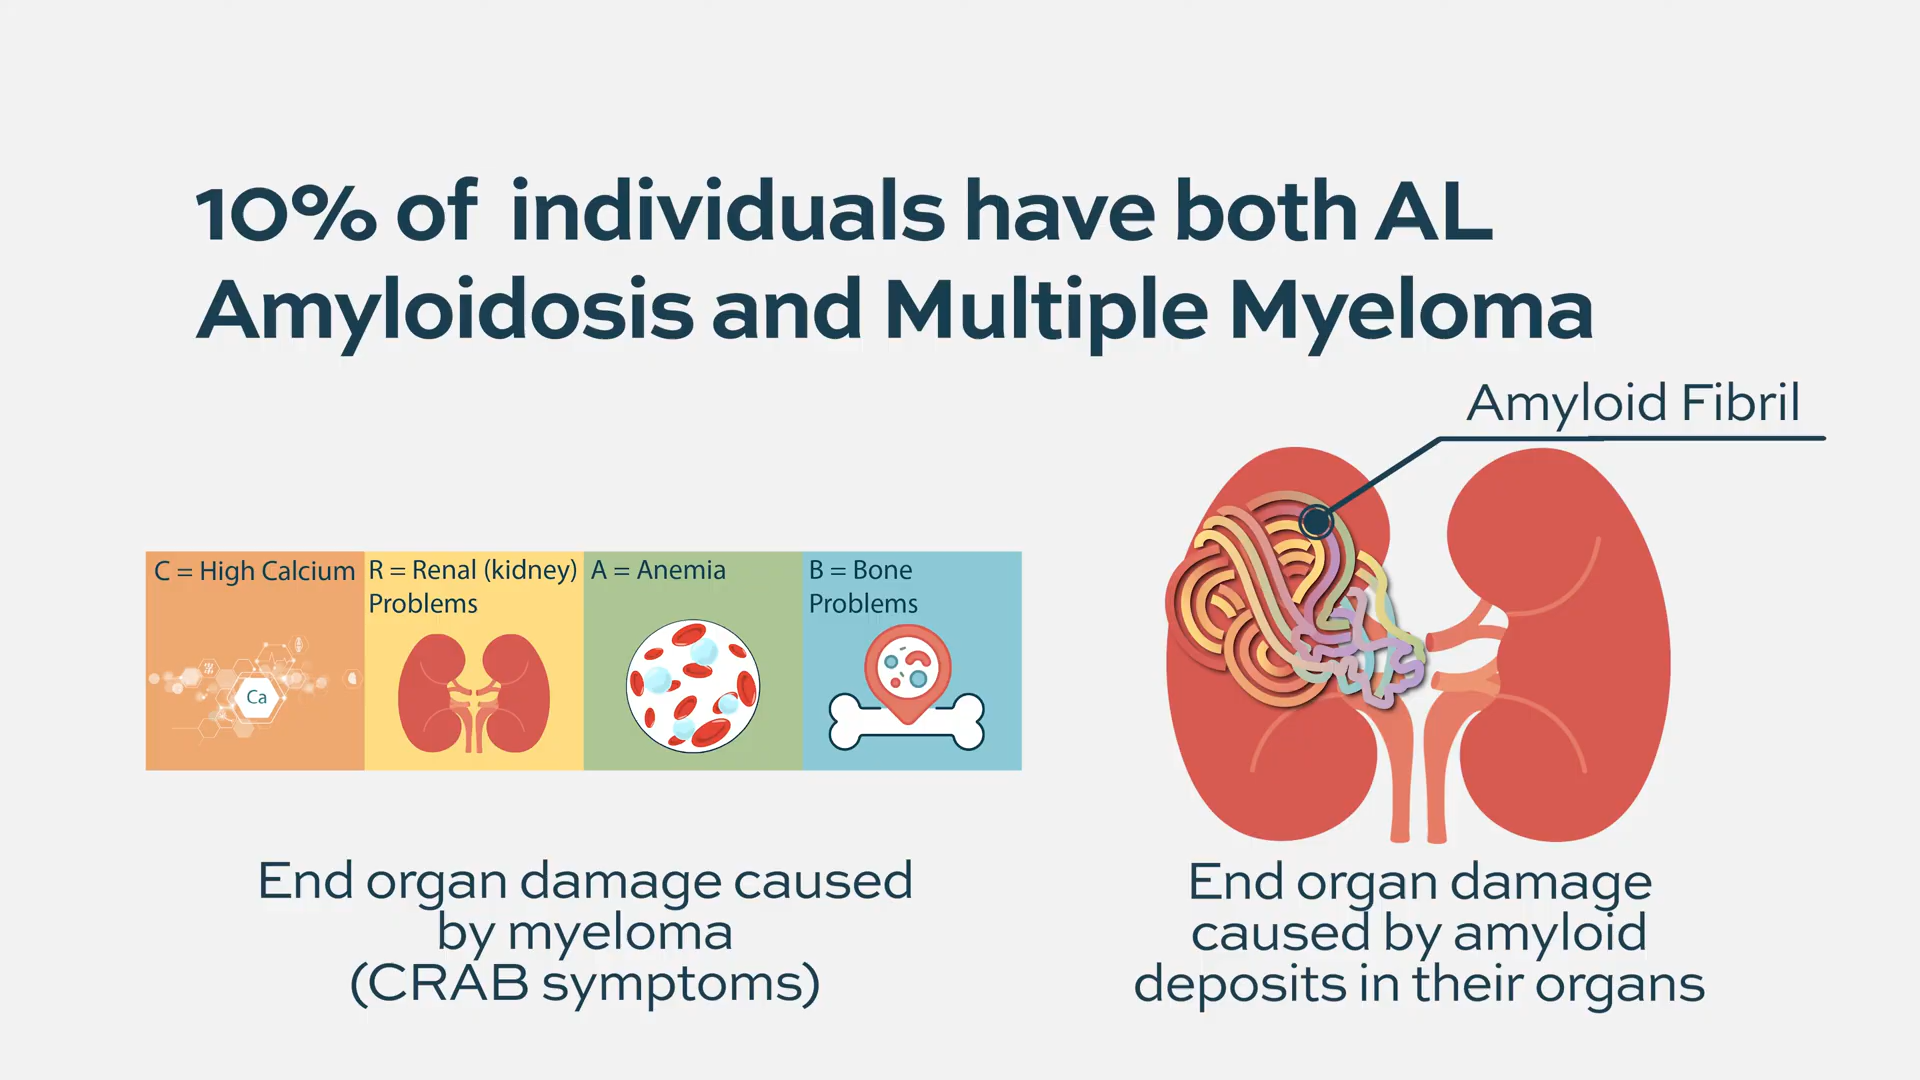 10% of individuals have both AL
Amyloidosis and Multiple Myeloma
Amyloid Fibril
C = High Calcium
R = Renal (kidney)
Problems
A = Anemia
B = Bone
Problems
Ca
End organ damage caused
by myeloma
(CRAB symptoms)
End organ damage
caused by amyloid
deposits in their organs